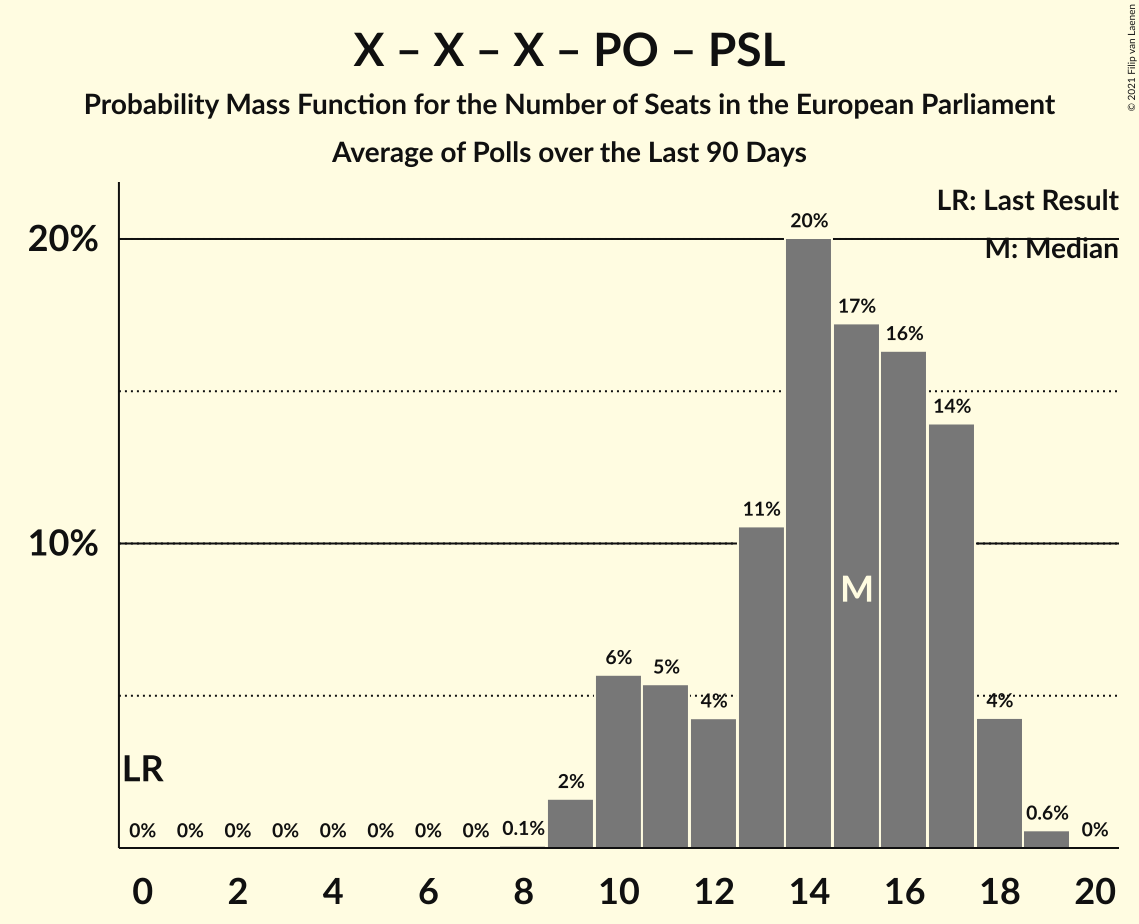 X – X – X – PO – PSL
Probability Mass Function for the Number of Seats in the European Parliament
Average of Polls over the Last 90 Days
© 2021 Filip van Laenen
LR: Last Result
M: Median
20%
10%
20%
17%
16%
14%
11%
M
6%
5%
4%
4%
LR
2%
0% 0% 0% 0% 0% 0% 0% 0% 0.1% 0.6% 0%
0 2 4 6 8 10 12 14 16 18 20